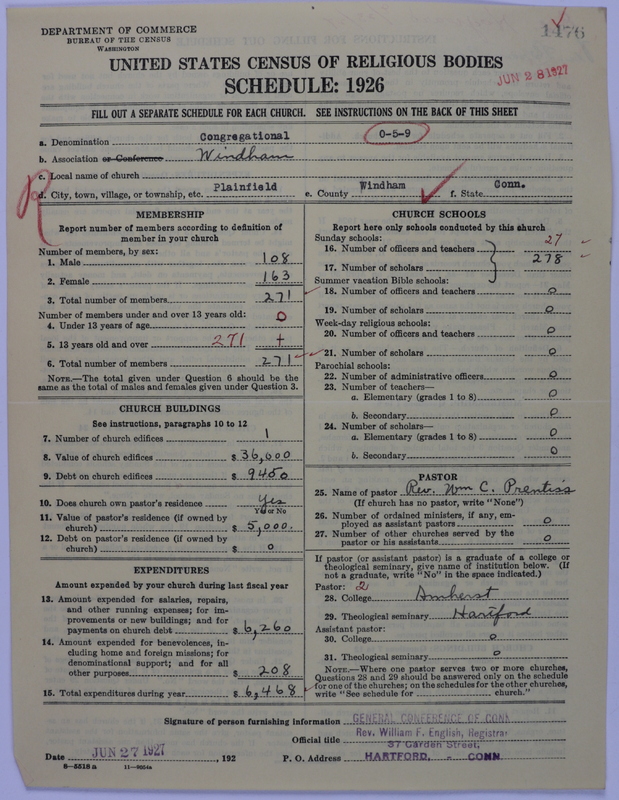 DEPARTMENT OF COMMERCE
BUREAU OF THE CENSUS
WASHINGTON
1476
UNITED STATES CENSUS OF RELIGIOUS BODIES
JUN 28 1927
SCHEDULE: 1926
FILL OUT A SEPARATE SCHEDULE FOR EACH CHURCH. SEE INSTRUCTIONS ON THE BACK OF THIS SHEET
a. Denomination Congregational 0-5-9
b. Association or Conference Windham
c. Local name of church
R
d. City, town, village, or township, etc. Plainfield e. County Windham f. State Conn.
MEMBERSHIP
Report number of members according to definition of
member in your church
Number of members, by sex:
1. Male 108
2. Female 163
3. Total number of members 271
Number of members under and over 13 years old:
4. Under 13 years of age 0
5. 13 years old and over 271 +
6. Total number of members 271
NOTE.—The total given under Question 6 should be
same as the total of males and females given under Question 3.
CHURCH BUILDINGS
See instructions, paragraphs 10 to 12
7. Number of church edifices 1
8. Value of church edifices $ 36,000
9. Debt on church edifices $ 9450
10. Does church own pastor's residence Yes
Yes or No
11. Value of pastor's residence (if owned by
church) $ 5,000.
12. Debt on pastor's residence (if owned by
church) $ 0
EXPENDITURES
Amount expended by your church during last fiscal year
13. Amount expended for salaries, repairs,
and other running expenses; for im-
provements or new buildings; and for
payments on church debt $ 6,260
14. Amount expended for benevolences, in-
cluding home and foreign missions; for
denominational support; and for all
other purposes $ 208
15. Total expenditures during year $ 6,468
CHURCH SCHOOLS
Report here only schools conducted by this church
Sunday schools:
16. Number of officers and teachers 27
17. Number of scholars 278
Summer vacation Bible schools:
18. Number of officers and teachers 0
19. Number of scholars 0
Week-day religious schools:
20. Number of officers and teachers 0
21. Number of scholars 0
Parochial schools:
22. Number of administrative officers 0
23. Number of teachers—
a. Elementary (grades 1 to 8) 0
b. Secondary 0
24. Number of scholars—
a. Elementary (grades 1 to 8) 0
b. Secondary 0
PASTOR
25. Name of pastor Rev. Wm C. Prentiss
(If church has no pastor, write "None")
26. Number of ordained ministers, if any, em-
ployed as assistant pastors 0
27. Number of other churches served by the
pastor or his assistants 0
If pastor (or assistant pastor) is a graduate of a college or
theological seminary, give name of institution below. (If
not a graduate, write "No" in the space indicated.)
Pastor: 2
28. College Amherst
29. Theological seminary Hartford
Assistant pastor:
30. College 0
31. Theological seminary 0
NOTE.—Where one pastor serves two or more churches,
Questions 28 and 29 should be answered only on the schedule
for one of the churches; on the schedules for the other churches,
write "See schedule for church."
Signature of person furnishing information GENERAL CONFERENCE OF CONN
Official title Rev. William F. English, Registrar
37 Garden Street,
Date JUN 27 1927, 192 P. O. Address HARTFORD, - CONN.
8—5518 a 11—9654a